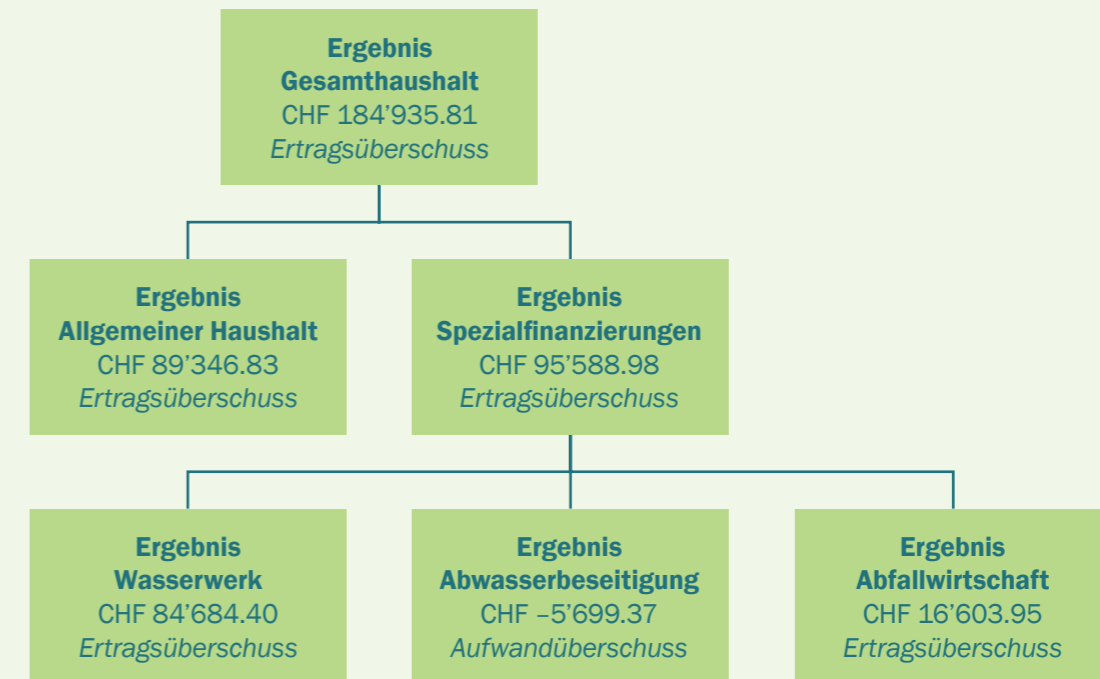 Ergebnis
Gesamthaushalt
CHF 184’935.81
Ertragsüberschuss
Ergebnis
Allgemeiner Haushalt
CHF 89’346.83
Ertragsüberschuss
Ergebnis
Spezialfinanzierungen
CHF 95’588.98
Ertragsüberschuss
Ergebnis
Wasserwerk
CHF 84’684.40
Ertragsüberschuss
Ergebnis
Abwasserbeseitigung
CHF –5’699.37
Aufwandüberschuss
Ergebnis
Abfallwirtschaft
CHF 16’603.95
Ertragsüberschuss